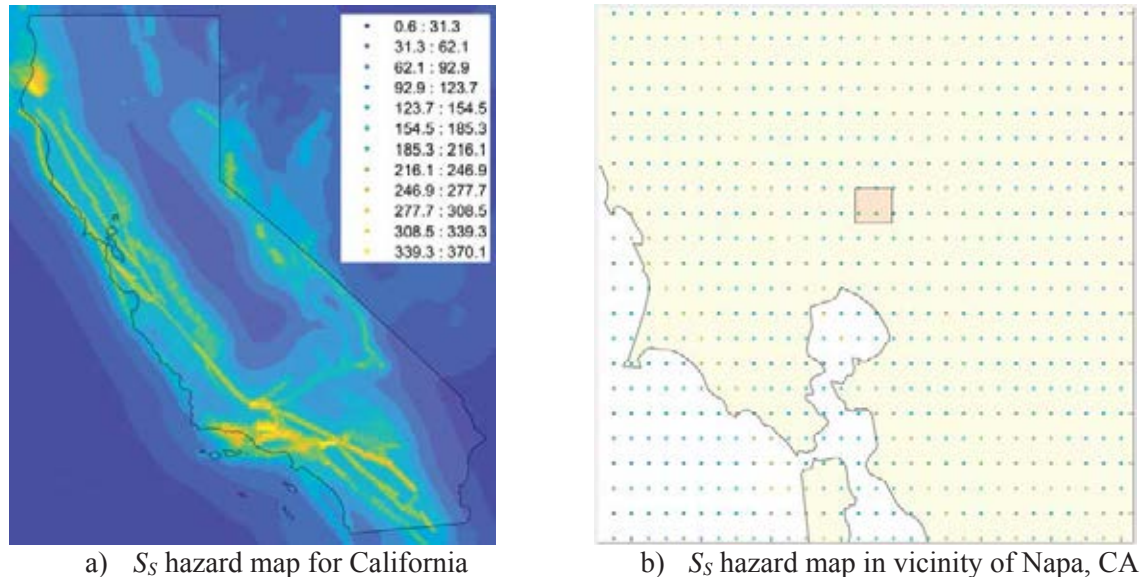 0.6 : 31.3
31.3 : 62.1
62.1 : 92.9
92.9 : 123.7
123.7 : 154.5
154.5 : 185.3
185.3 : 216.1
216.1 : 246.9
246.9 : 277.7
277.7 : 308.5
308.5 : 339.3
339.3 : 370.1
a) SS hazard map for California
b) SS hazard map in vicinity of Napa, CA